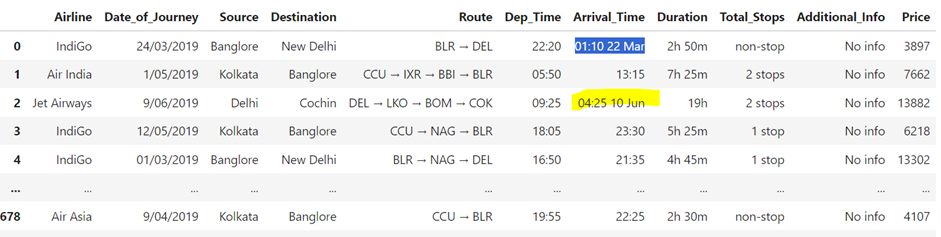 Airline Date_of_Journey Source Destination Route Dep_Time Arrival_Time Duration Total_Stops Additional_Info Price
0 IndiGo 24/03/2019 Banglore New Delhi BLR → DEL 22:20 01:10 22 Mar 2h 50m non-stop No info 3897
1 Air India 1/05/2019 Kolkata Banglore CCU → IXR → BBI → BLR 05:50 13:15 7h 25m 2 stops No info 7662
2 Jet Airways 9/06/2019 Delhi Cochin DEL → LKO → BOM → COK 09:25 04:25 10 Jun 19h 2 stops No info 13882
3 IndiGo 12/05/2019 Kolkata Banglore CCU → NAG → BLR 18:05 23:30 5h 25m 1 stop No info 6218
4 IndiGo 01/03/2019 Banglore New Delhi BLR → NAG → DEL 16:50 21:35 4h 45m 1 stop No info 13302
... ... ... ... ... ... ... ... ... ... ... ...
678 Air Asia 9/04/2019 Kolkata Banglore CCU → BLR 19:55 22:25 2h 30m non-stop No info 4107